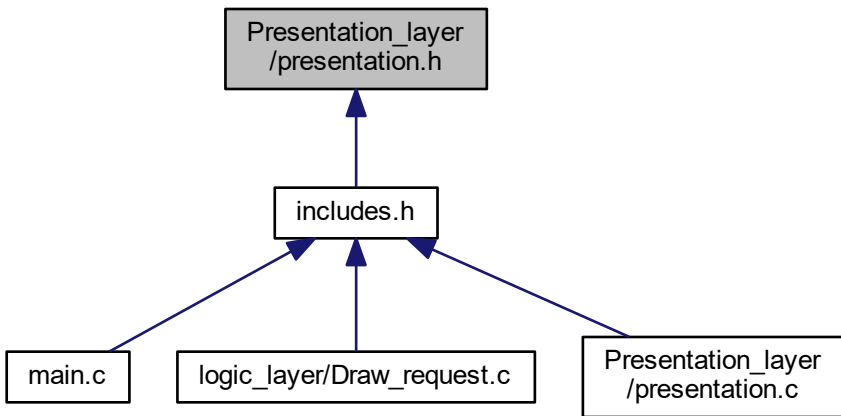 Presentation_layer
/presentation.h
includes.h
main.c
logic_layer/Draw_request.c
Presentation_layer
/presentation.c